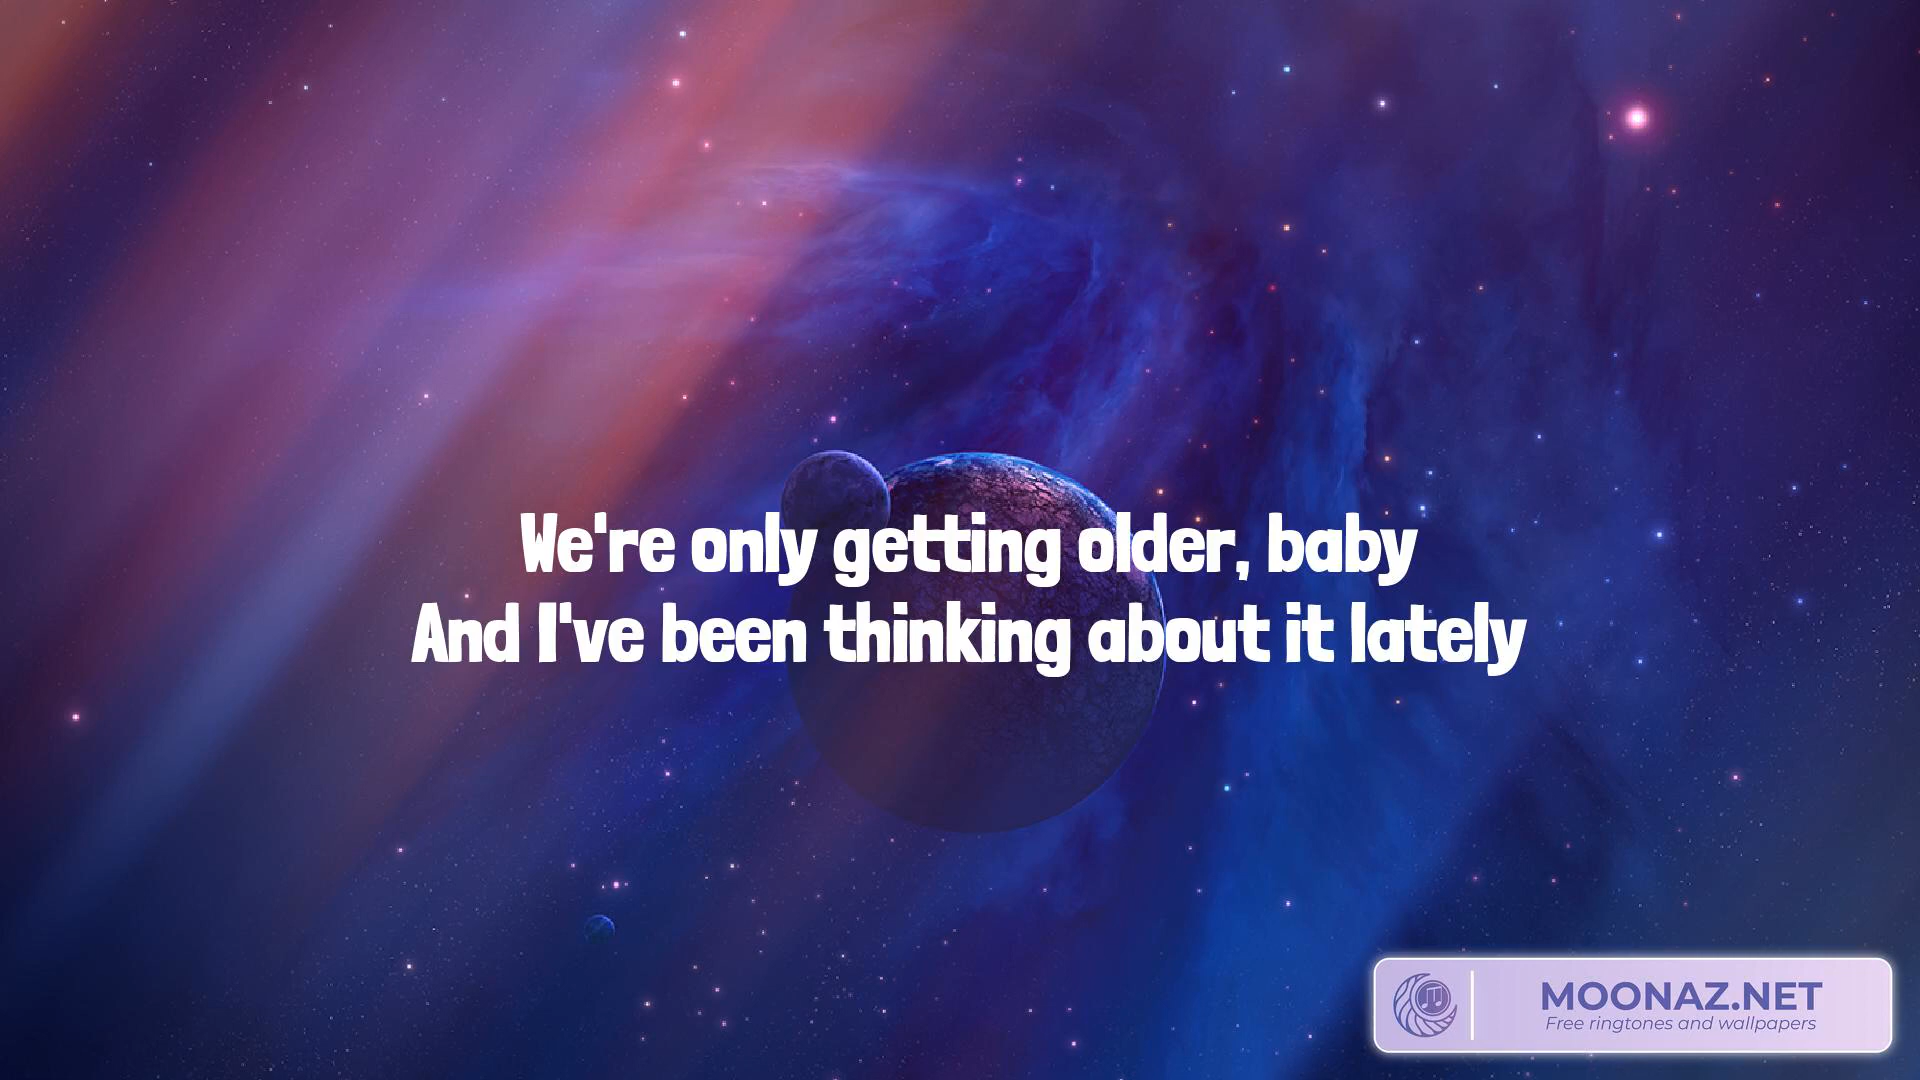 We're only getting older, baby
And I've been thinking about it lately
MOONAZ.NET
Free ringtones and wallpapers